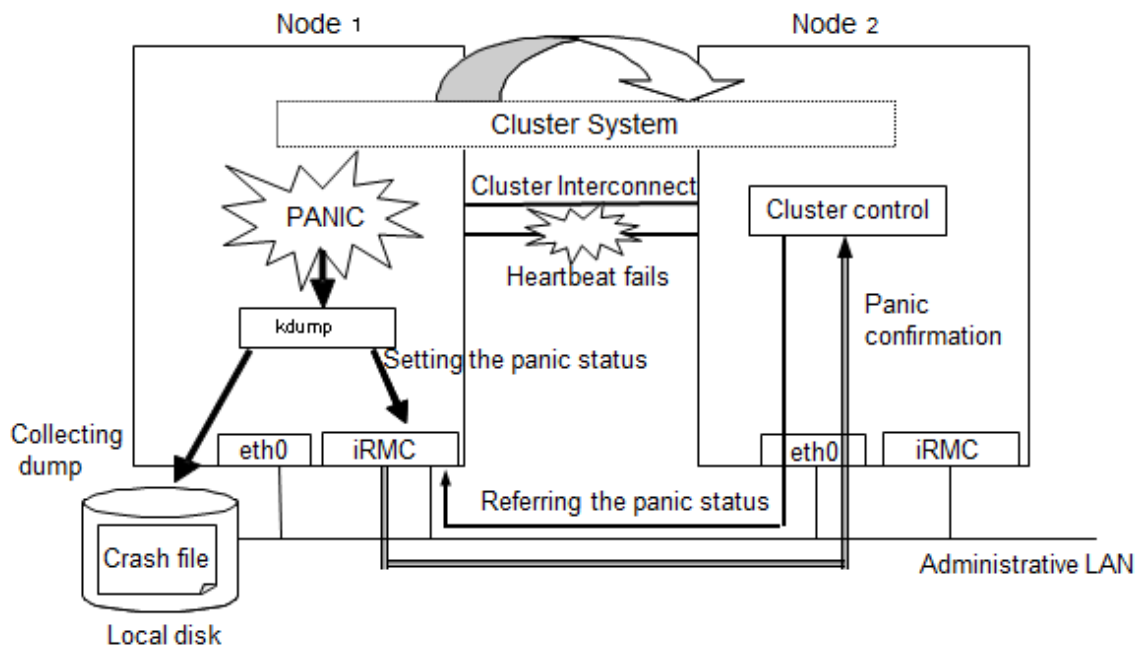 Node 1
Node 2
Cluster System
Cluster Interconnect
PANIC
Cluster control
Heartbeat fails
Panic
confirmation
kdump
Setting the panic status
Collecting
dump
eth0
iRMC
eth0
iRMC
Referring the panic status
Crash file
Administrative LAN
Local disk